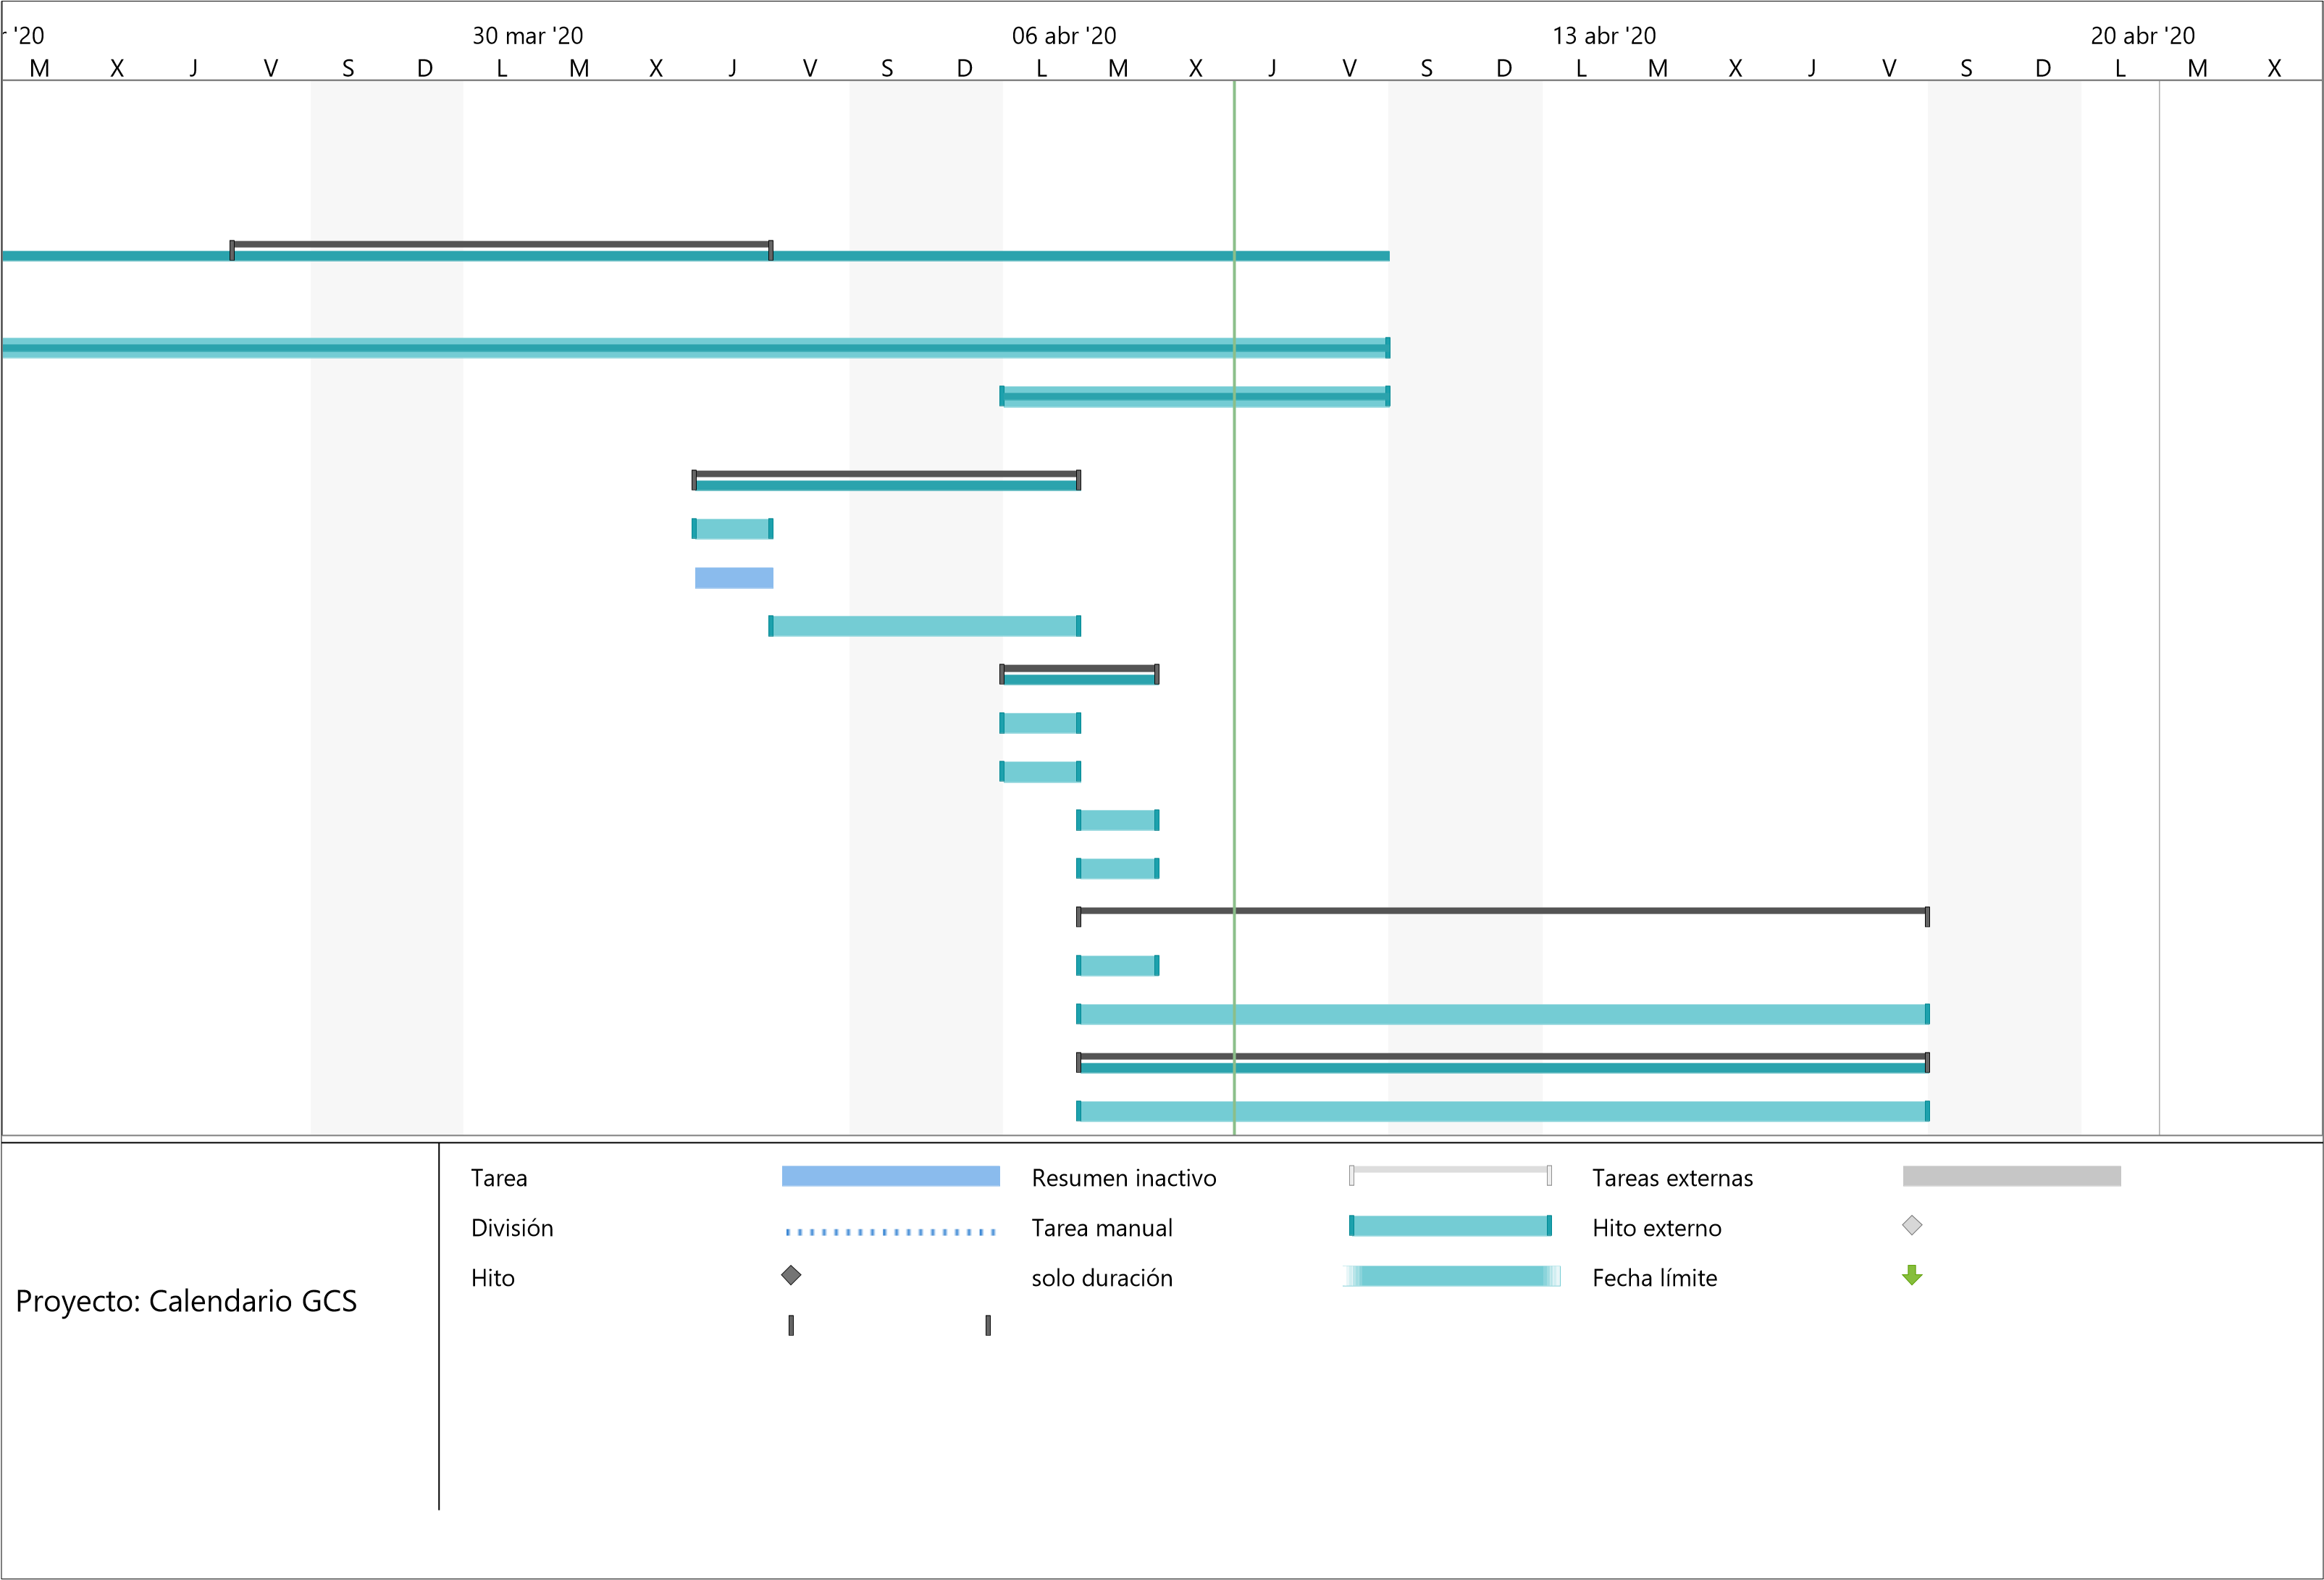 '20 30 mar '20 06 abr '20 13 abr '20 20 abr '20
M X J V S D L M X J V S D L M X J V S D L M X J V S D L M X
Tarea Resumen inactivo Tareas externas
División Tarea manual Hito externo
Hito solo duración Fecha límite
Proyecto: Calendario GCS